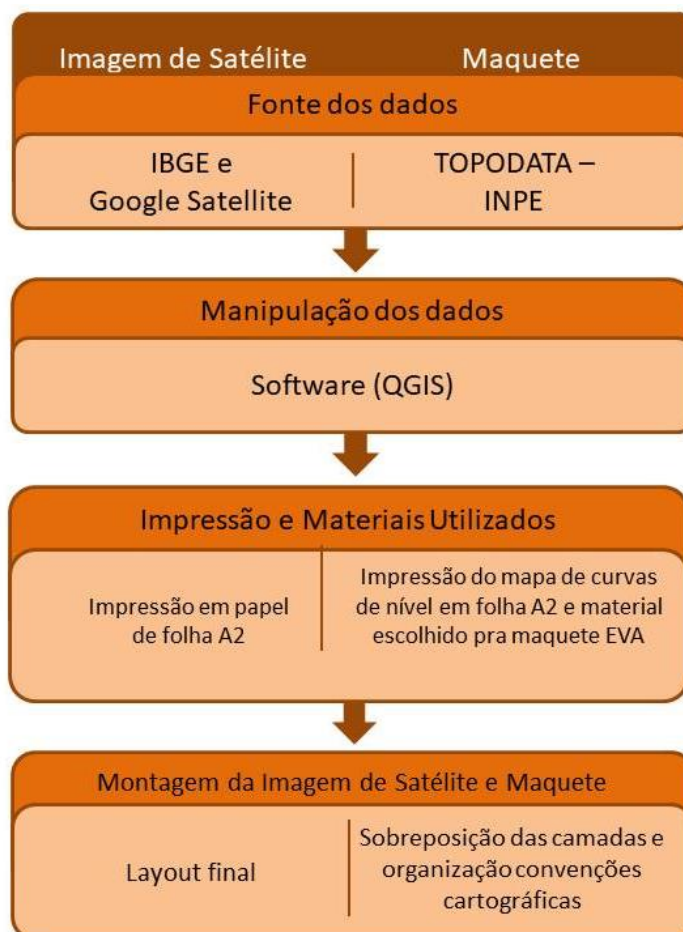 Imagem de Satélite
Maquete
Fonte dos dados
IBGE e
Google Satellite
TOPODATA –
INPE
Manipulação dos dados
Software (QGIS)
Impressão e Materiais Utilizados
Impressão em papel
de folha A2
Impressão do mapa de curvas
de nível em folha A2 e material
escolhido pra maquete EVA
Montagem da Imagem de Satélite e Maquete
Layout final
Sobreposição das camadas e
organização convenções
cartográficas